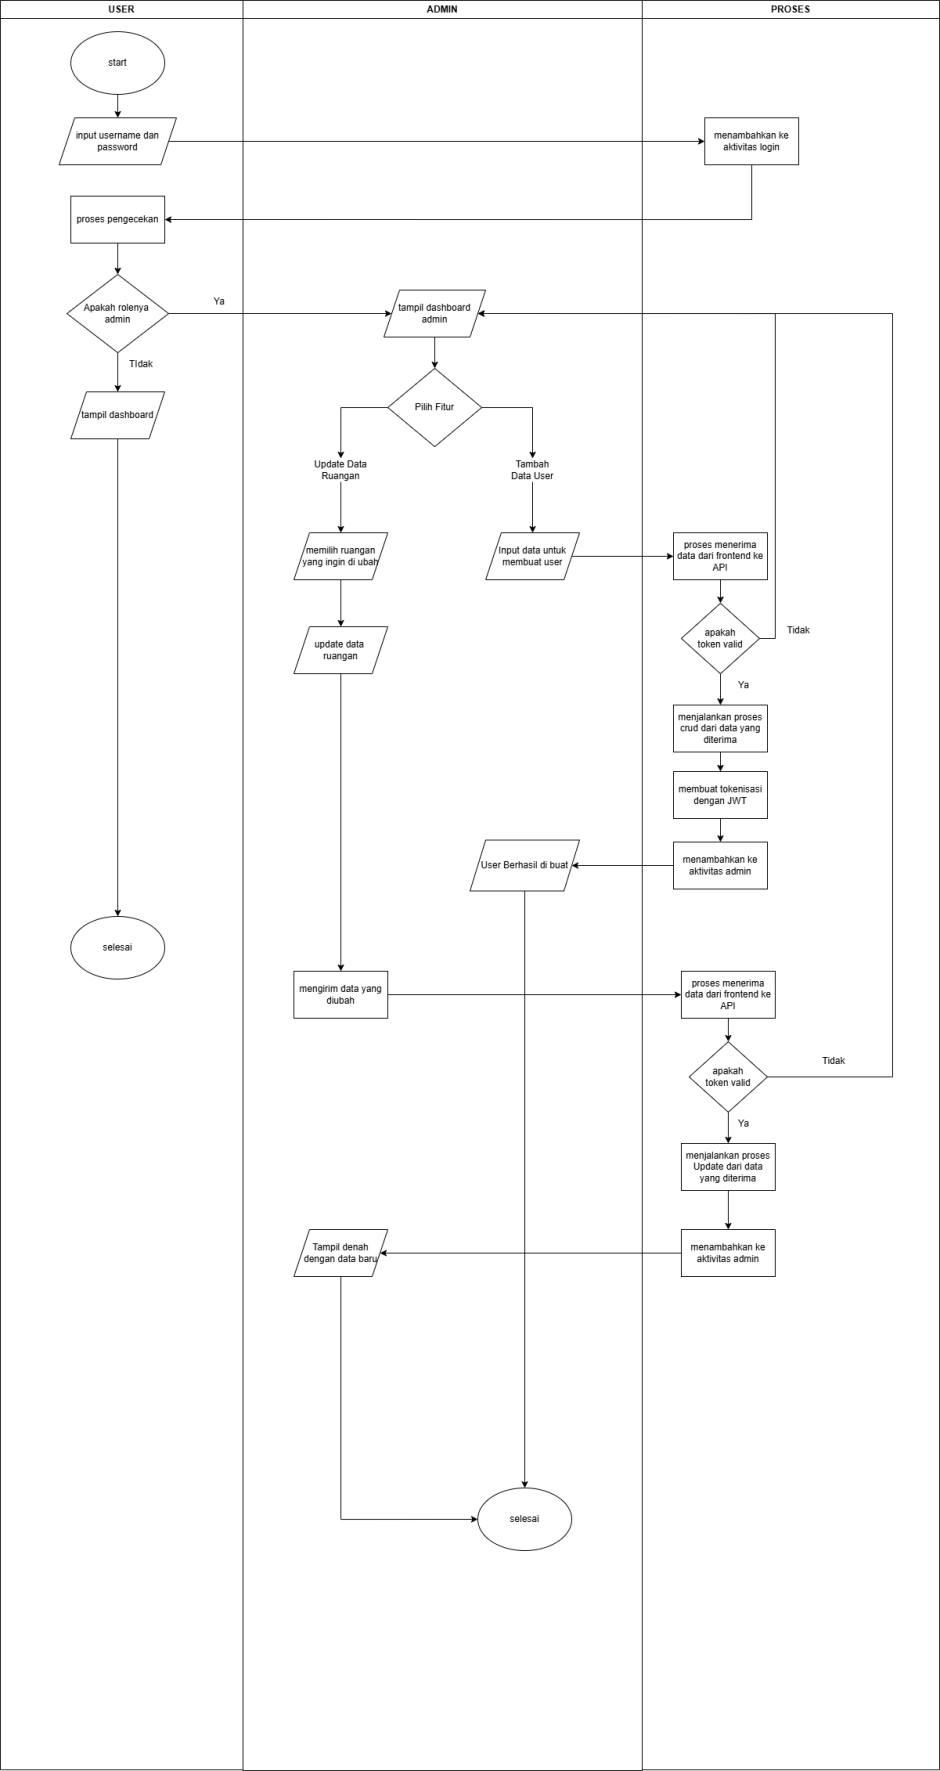 USER
ADMIN
PROSES
start
input username dan
password
menambahkan ke
aktivitas login
proses pengecekan
Apakah rolenya
admin
Ya
TIdak
tampil dashboard
tampil dashboard
admin
Pilih Fitur
Update Data
Ruangan
Tambah
Data User
memilih ruangan
yang ingin di ubah
Input data untuk
membuat user
proses menerima
data dari frontend ke
API
apakah
token valid
Tidak
Ya
update data
ruangan
menjalankan proses
crud dari data yang
diterima
membuat tokenisasi
dengan JWT
menambahkan ke
aktivitas admin
User Berhasil di buat
selesai
mengirim data yang
diubah
proses menerima
data dari frontend ke
API
apakah
token valid
Tidak
Ya
menjalankan proses
Update dari data
yang diterima
menambahkan ke
aktivitas admin
Tampil denah
dengan data baru
selesai